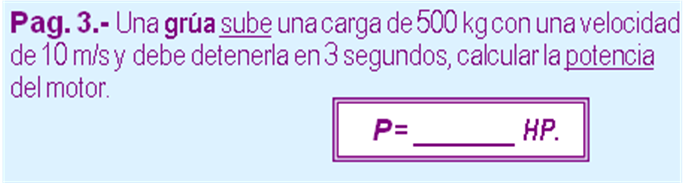 Pag. 3.- Una grúa sube una carga de 500 kg con una velocidad
de 10 m/s y debe detenerla en 3 segundos, calcular la potencia
del motor.
P= _______ HP.